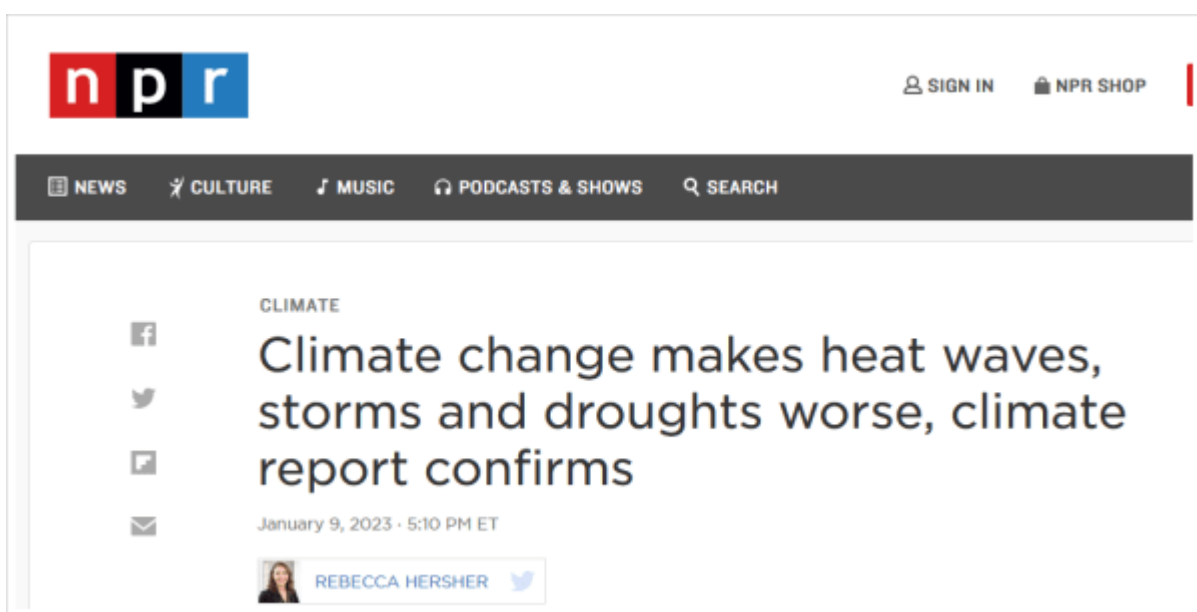 npr
SIGN IN NPR SHOP
NEWS CULTURE MUSIC PODCASTS & SHOWS SEARCH
CLIMATE
Climate change makes heat waves,
storms and droughts worse, climate
report confirms
January 9, 2023 · 5:10 PM ET
REBECCA HERSHER